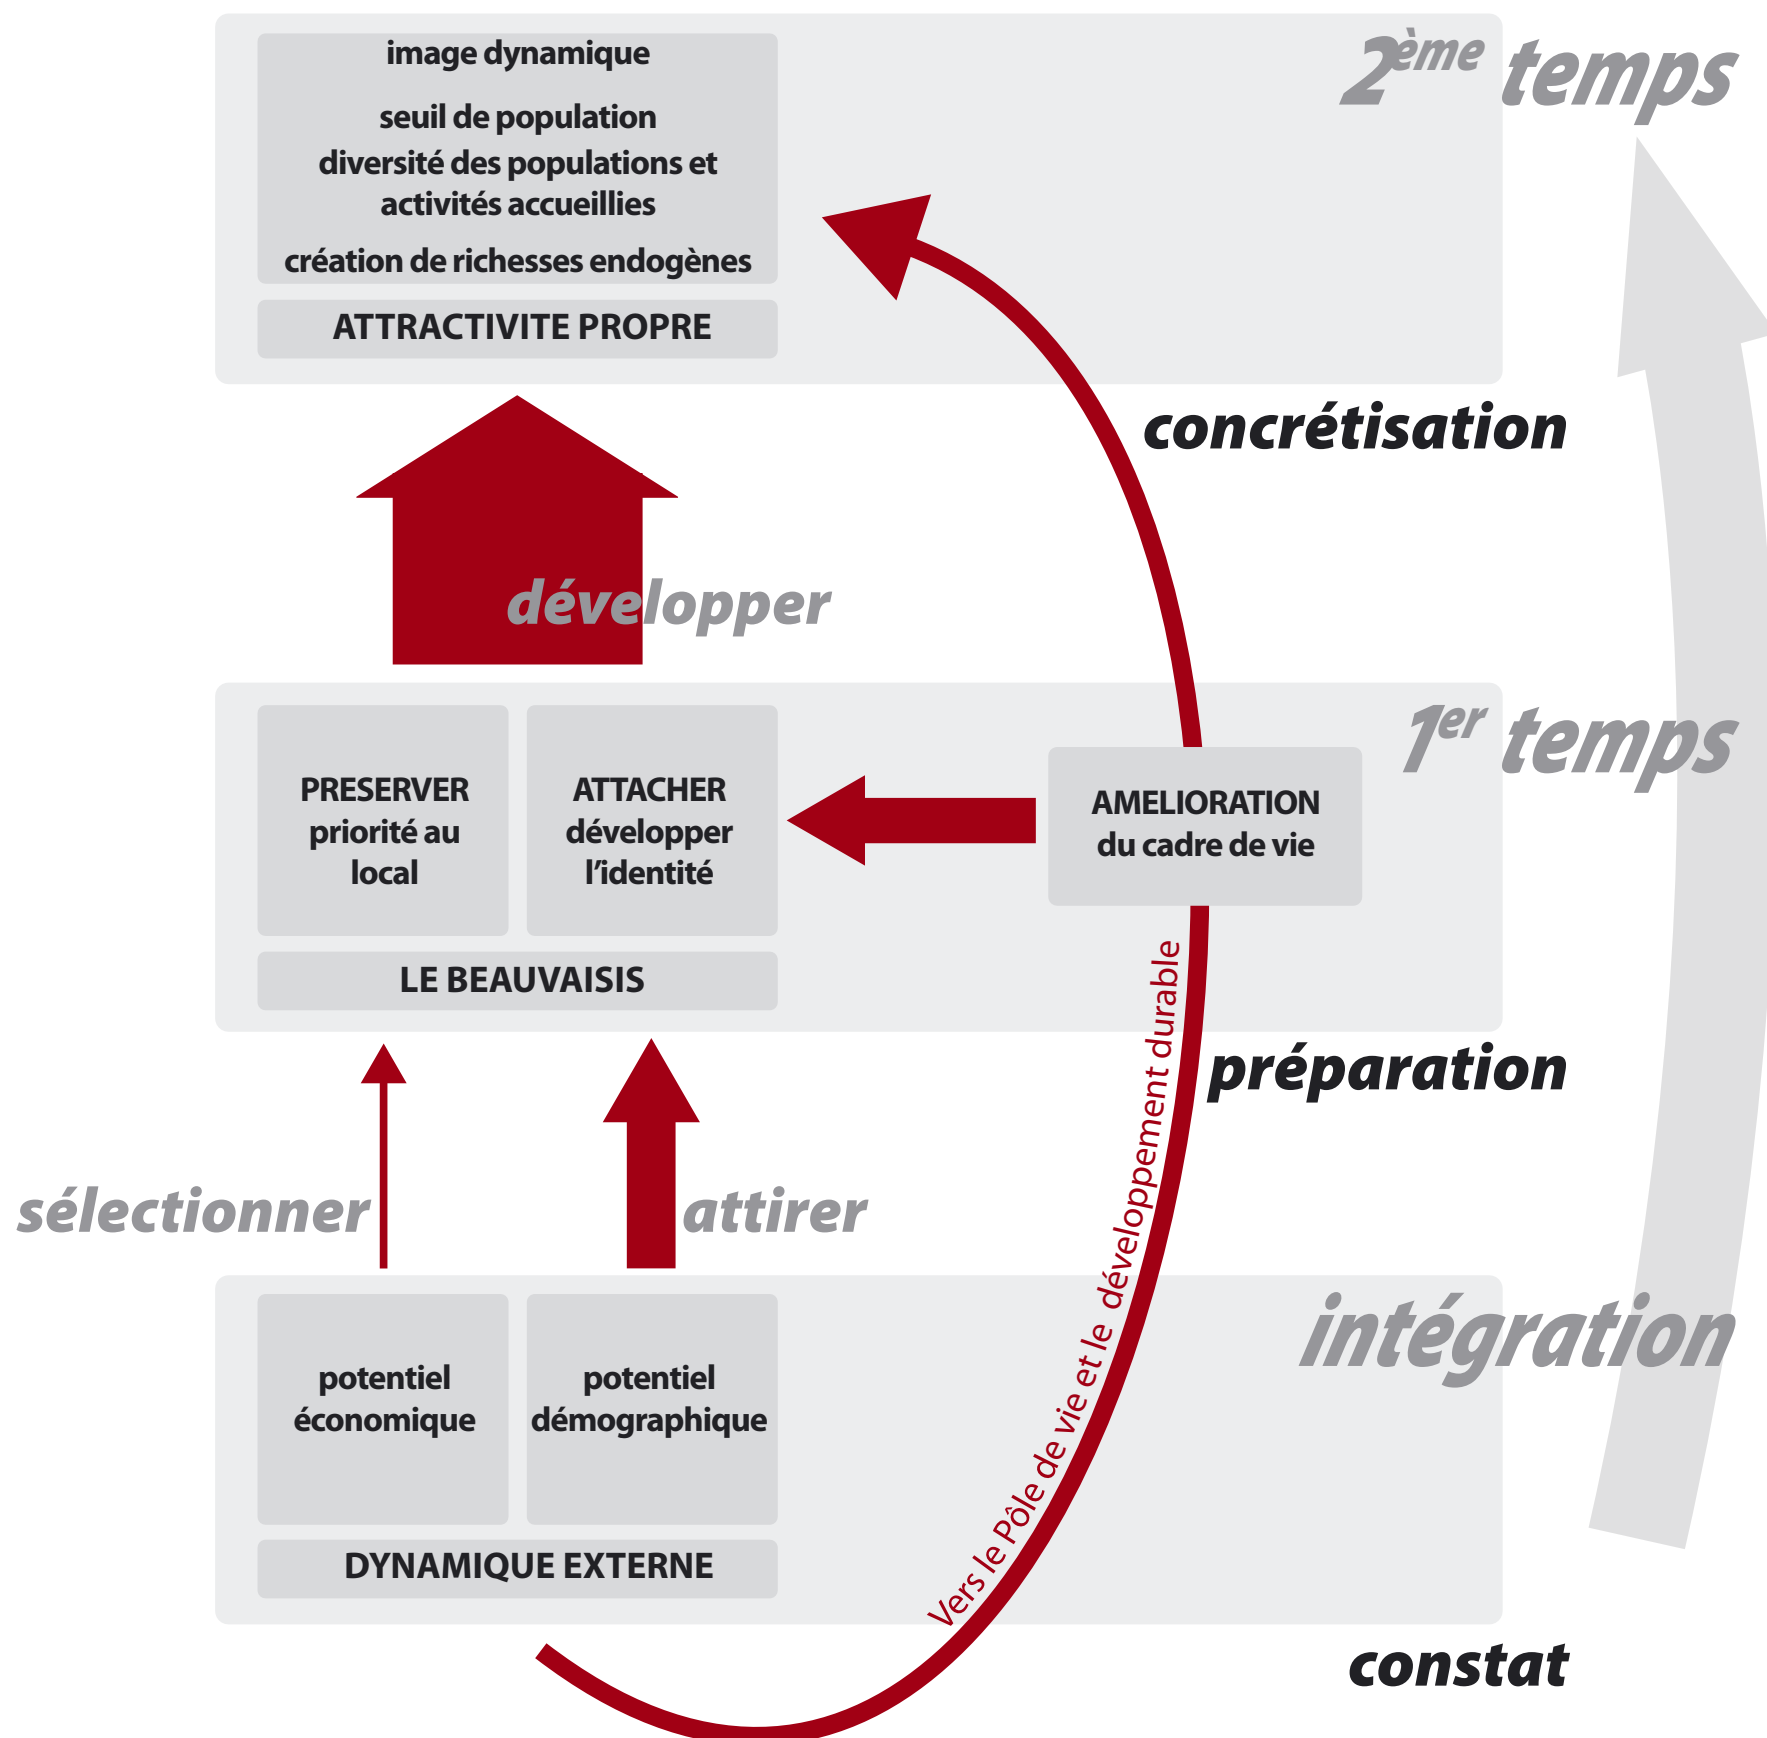 2ème temps
image dynamique
seuil de population
diversité des populations et
activités accueillies
création de richesses endogènes
ATTRACTIVITE PROPRE
concrétisation
développer
1er temps
PRESERVER
priorité au
local
ATTACHER
développer
l’identité
AMELIORATION
du cadre de vie
LE BEAUVAISIS
préparation
sélectionner
attirer
Vers le Pôle de vie et le développement durable
intégration
potentiel
économique
potentiel
démographique
DYNAMIQUE EXTERNE
constat